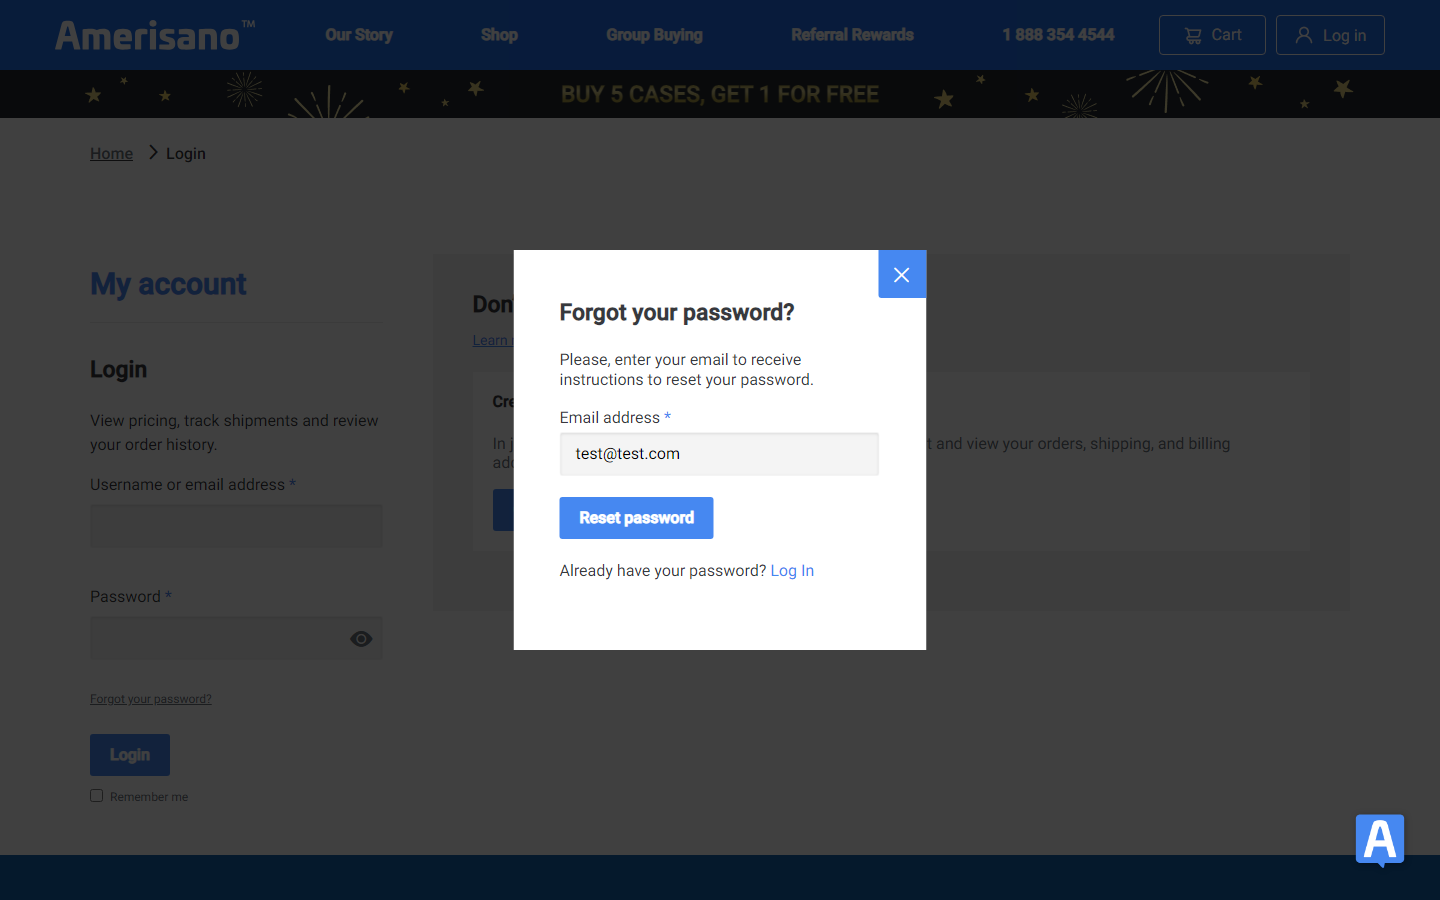 Amerisano™
Our Story
Shop
Group Buying
Referral Rewards
1 888 354 4544
Cart
Log in
BUY 5 CASES, GET 1 FOR FREE
Home
Login
My account
Login
View pricing, track shipments and review
your order history.
Username or email address *
Password *
Forgot your password?
Login
Remember me
Learn
In j
t and view your orders, shipping, and billing
Forgot your password?
Please, enter your email to receive
instructions to reset your password.
Email address *
test@test.com
Reset password
Already have your password? Log In
A